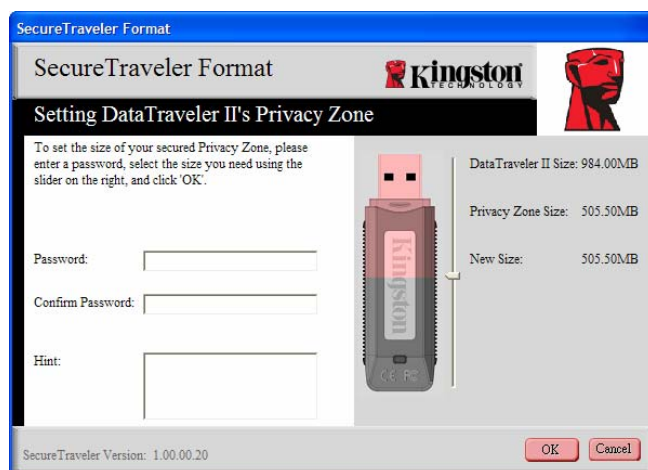 SecureTraveler Format
SecureTraveler Format
Kingston
TECHNOLOGY
Setting DataTraveler II's Privacy Zone
To set the size of your secured Privacy Zone, please
enter a password, select the size you need using the
slider on the right, and click 'OK'.
DataTraveler II Size: 984.00MB
Privacy Zone Size: 505.50MB
New Size: 505.50MB
Password:
Confirm Password:
Hint:
Kingston
CE FC
SecureTraveler Version: 1.00.00.20
OK
Cancel